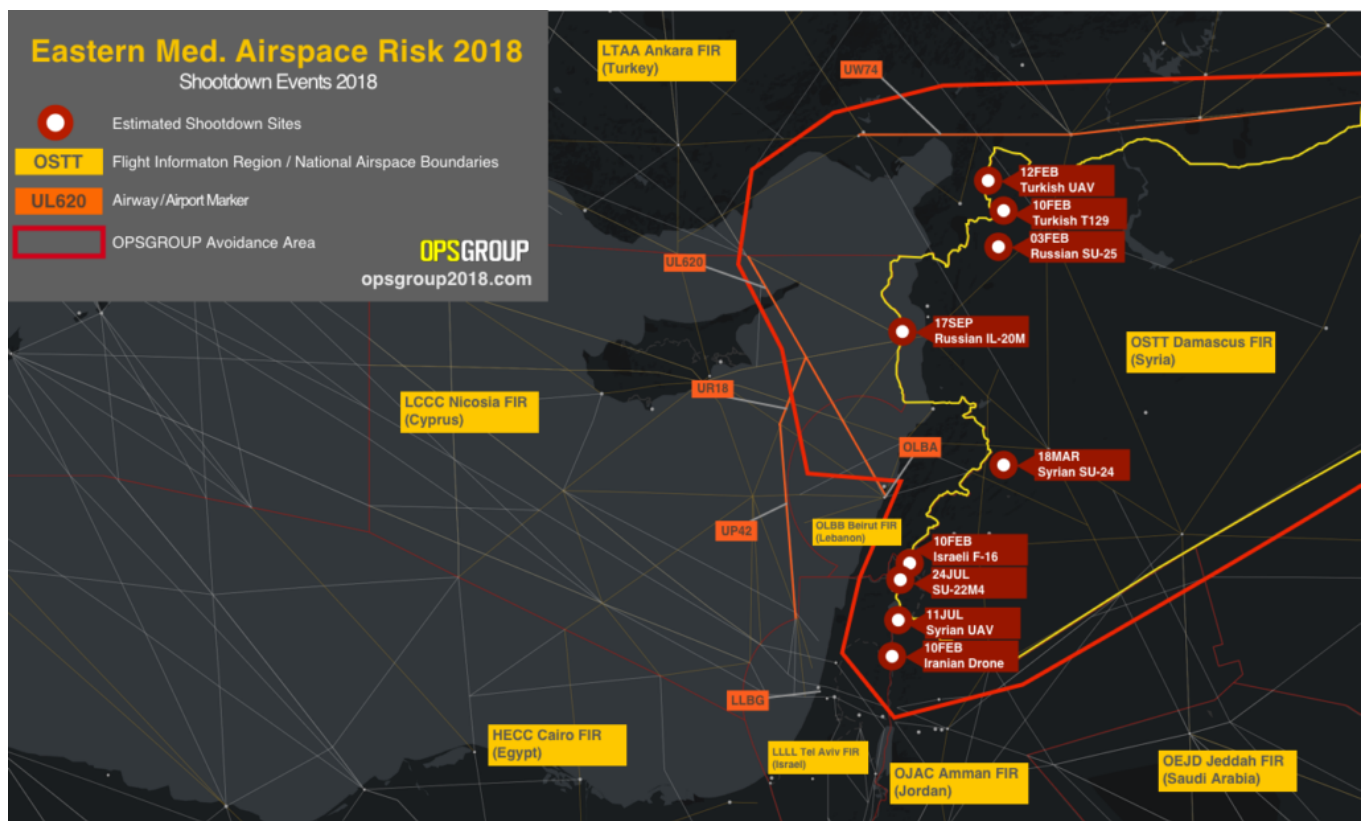 Eastern Med. Airspace Risk 2018
Shootdown Events 2018
Estimated Shootdown Sites
OSTT
Flight Informaton Region / National Airspace Boundaries
UL620
Airway/Airport Marker
OPSGROUP Avoidance Area
OPSGROUP
opsgroup2018.com
LTAA Ankara FIR
(Turkey)
UW74
12FEB
Turkish UAV
10FEB
Turkish T129
03FEB
Russian SU-25
UL620
17SEP
Russian IL-20M
OSTT Damascus FIR
(Syria)
UR18
LCCC Nicosia FIR
(Cyprus)
OLBA
18MAR
Syrian SU-24
UP42
OLBB Beirut FIR
(Lebanon)
10FEB
Israeli F-16
24JUL
SU-22M4
11JUL
Syrian UAV
10FEB
Iranian Drone
LLBG
HECC Cairo FIR
(Egypt)
LLLL Tel Aviv FIR
(Israel)
OJAC Amman FIR
(Jordan)
OEJD Jeddah FIR
(Saudi Arabia)